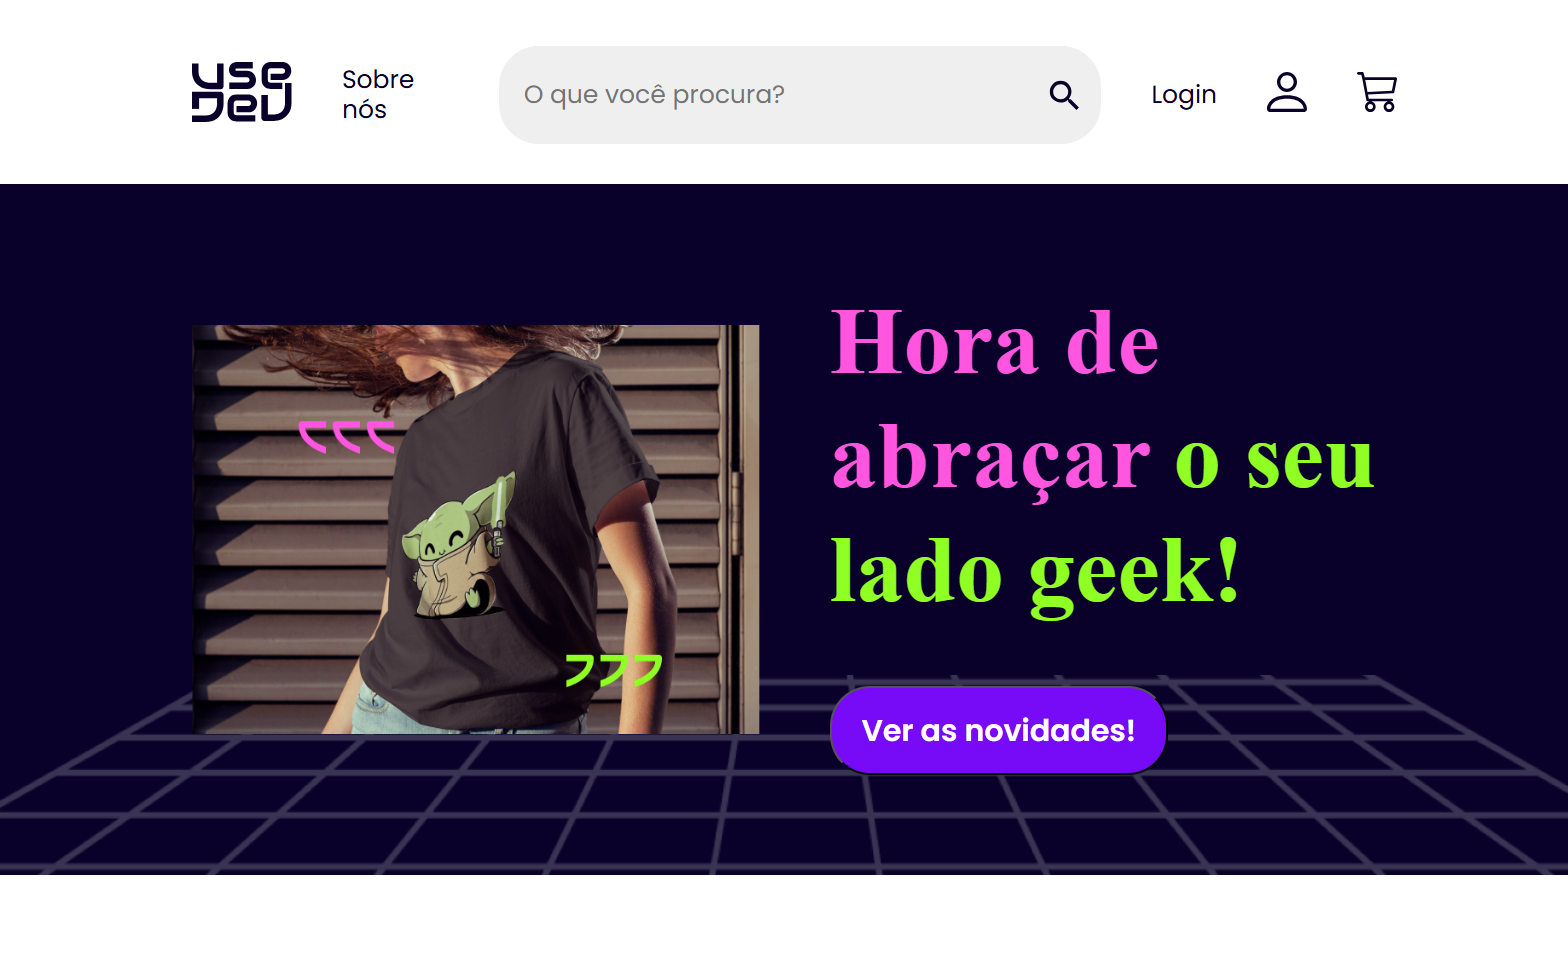 use
Dev
Sobre
nós
O que você procura?
Login
Hora de
abraçar o seu
lado geek!
Ver as novidades!